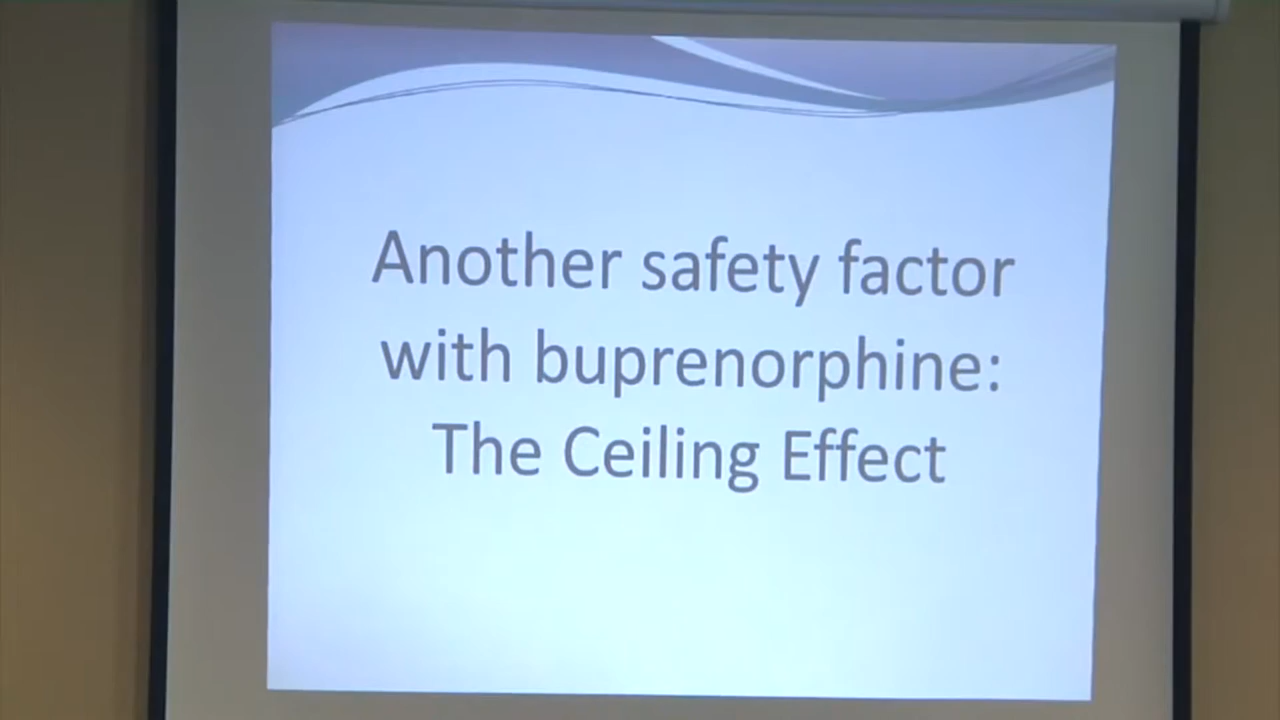 Another safety factor
with buprenorphine:
The Ceiling Effect